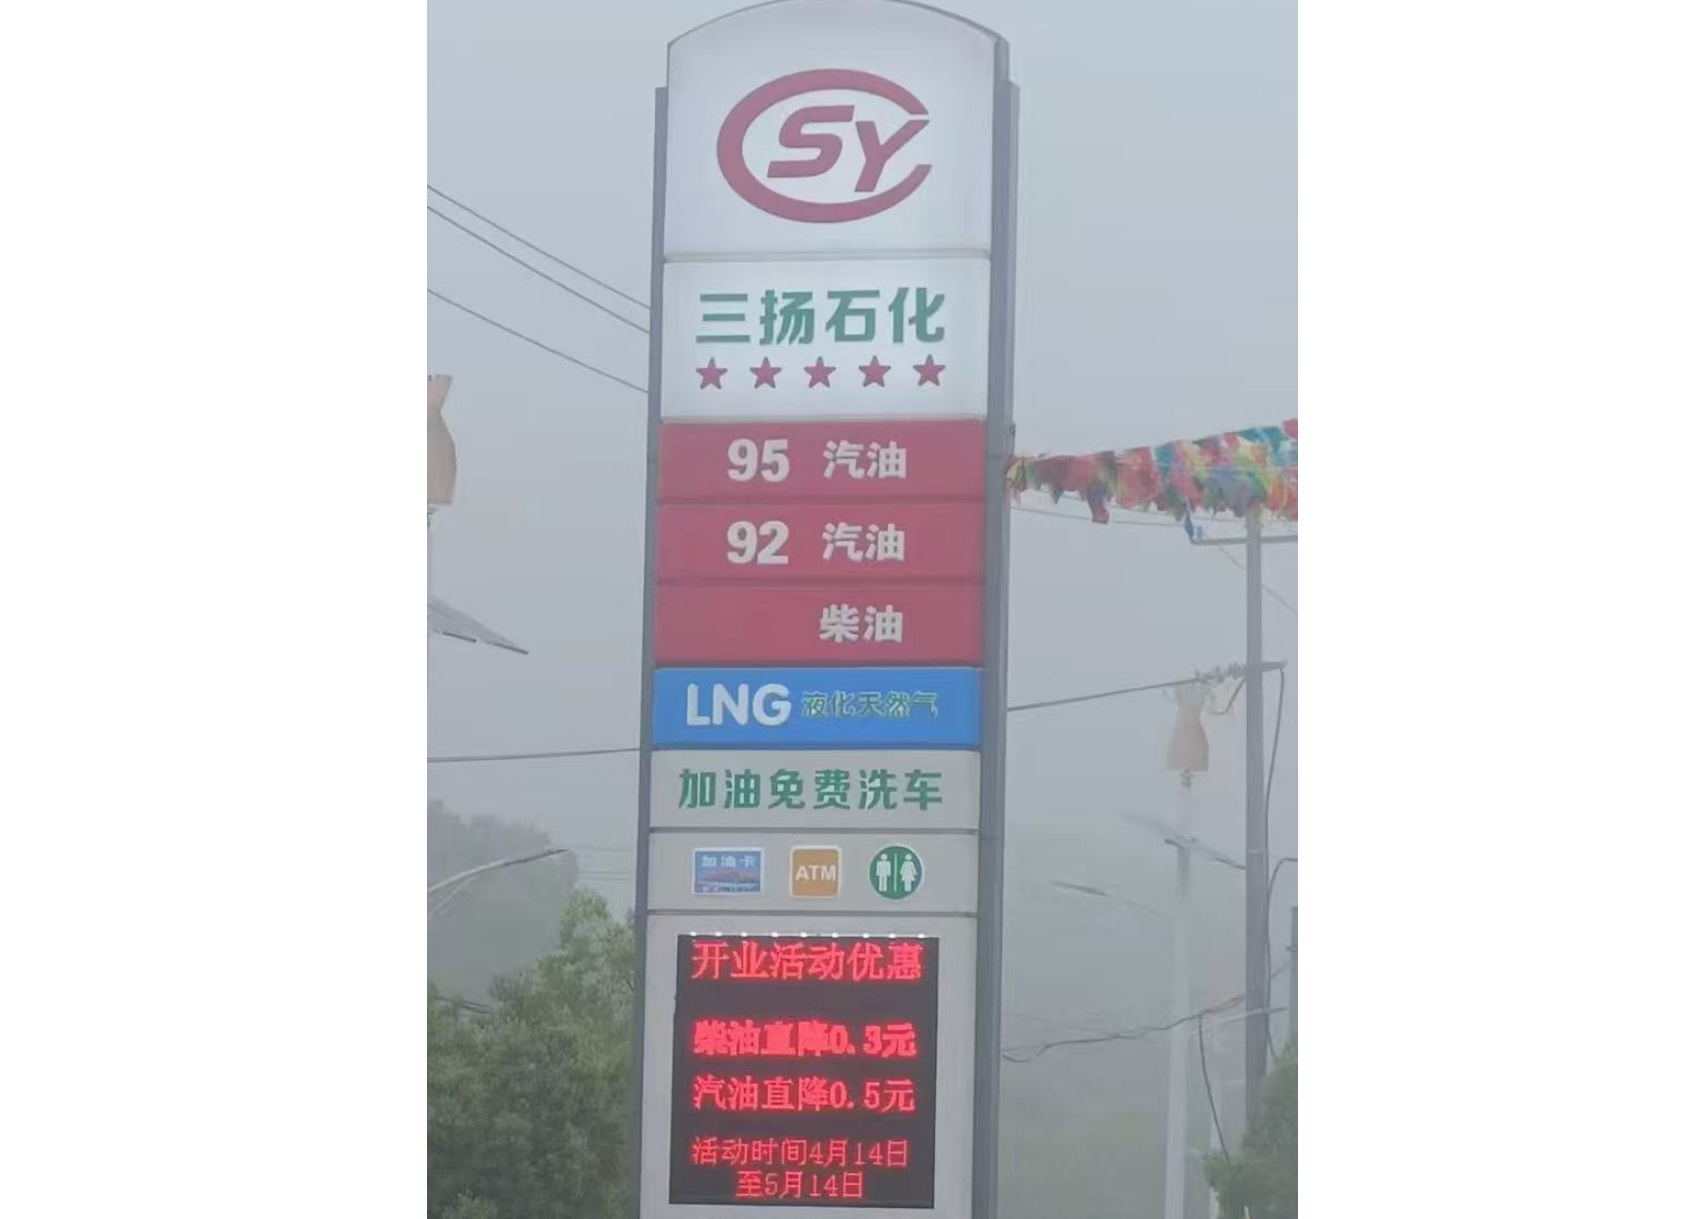 SY
三扬石化
95 汽油
92 汽油
柴油
LNG 液化天然气
加油免费洗车
加油卡
ATM
开业活动优惠
柴油直降0.3元
汽油直降0.5元
活动时间4月14日
至5月14日